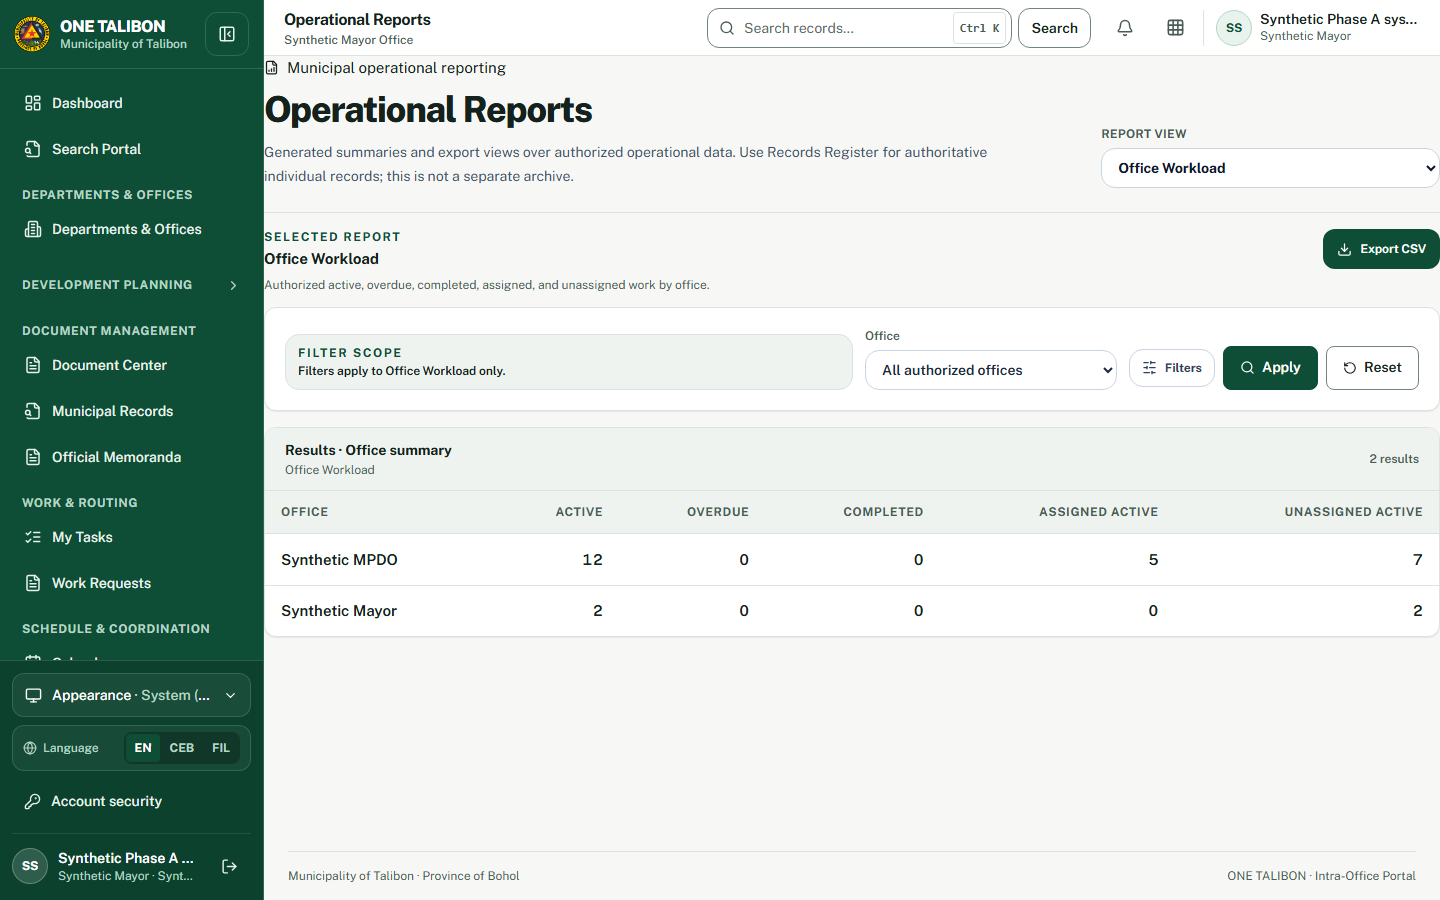 ONE TALIBON
Municipality of Talibon
Dashboard
Search Portal
DEPARTMENTS & OFFICES
Departments & Offices
DEVELOPMENT PLANNING
DOCUMENT MANAGEMENT
Document Center
Municipal Records
Official Memoranda
WORK & ROUTING
My Tasks
Work Requests
SCHEDULE & COORDINATION
Appearance · System (...
Language EN CEB FIL
Account security
SS Synthetic Phase A ...
Synthetic Mayor · Synt...
Operational Reports
Synthetic Mayor Office
Search records... Ctrl K Search
SS Synthetic Phase A sys...
Synthetic Mayor
Municipal operational reporting
Operational Reports
Generated summaries and export views over authorized operational data. Use Records Register for authoritative
individual records; this is not a separate archive.
REPORT VIEW
Office Workload
SELECTED REPORT
Office Workload
Authorized active, overdue, completed, assigned, and unassigned work by office.
Export CSV
FILTER SCOPE
Filters apply to Office Workload only.
Office
All authorized offices
Filters Apply Reset
Results · Office summary
Office Workload
2 results
OFFICE ACTIVE OVERDUE COMPLETED ASSIGNED ACTIVE UNASSIGNED ACTIVE
Synthetic MPDO 12 0 0 5 7
Synthetic Mayor 2 0 0 0 2
Municipality of Talibon · Province of Bohol
ONE TALIBON · Intra-Office Portal